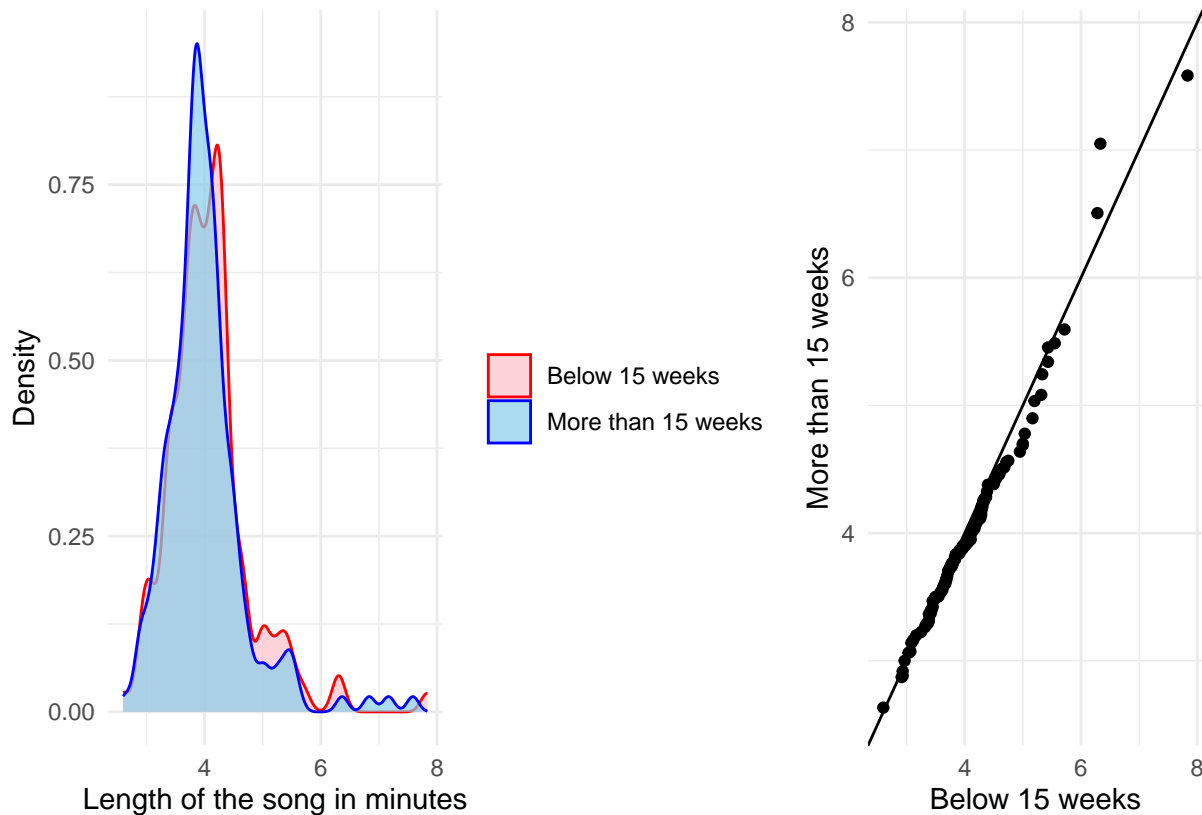 Density
0.75
0.50
0.25
0.00
4
6
8
Length of the song in minutes
Below 15 weeks
More than 15 weeks
More than 15 weeks
8
6
4
4
6
8
Below 15 weeks